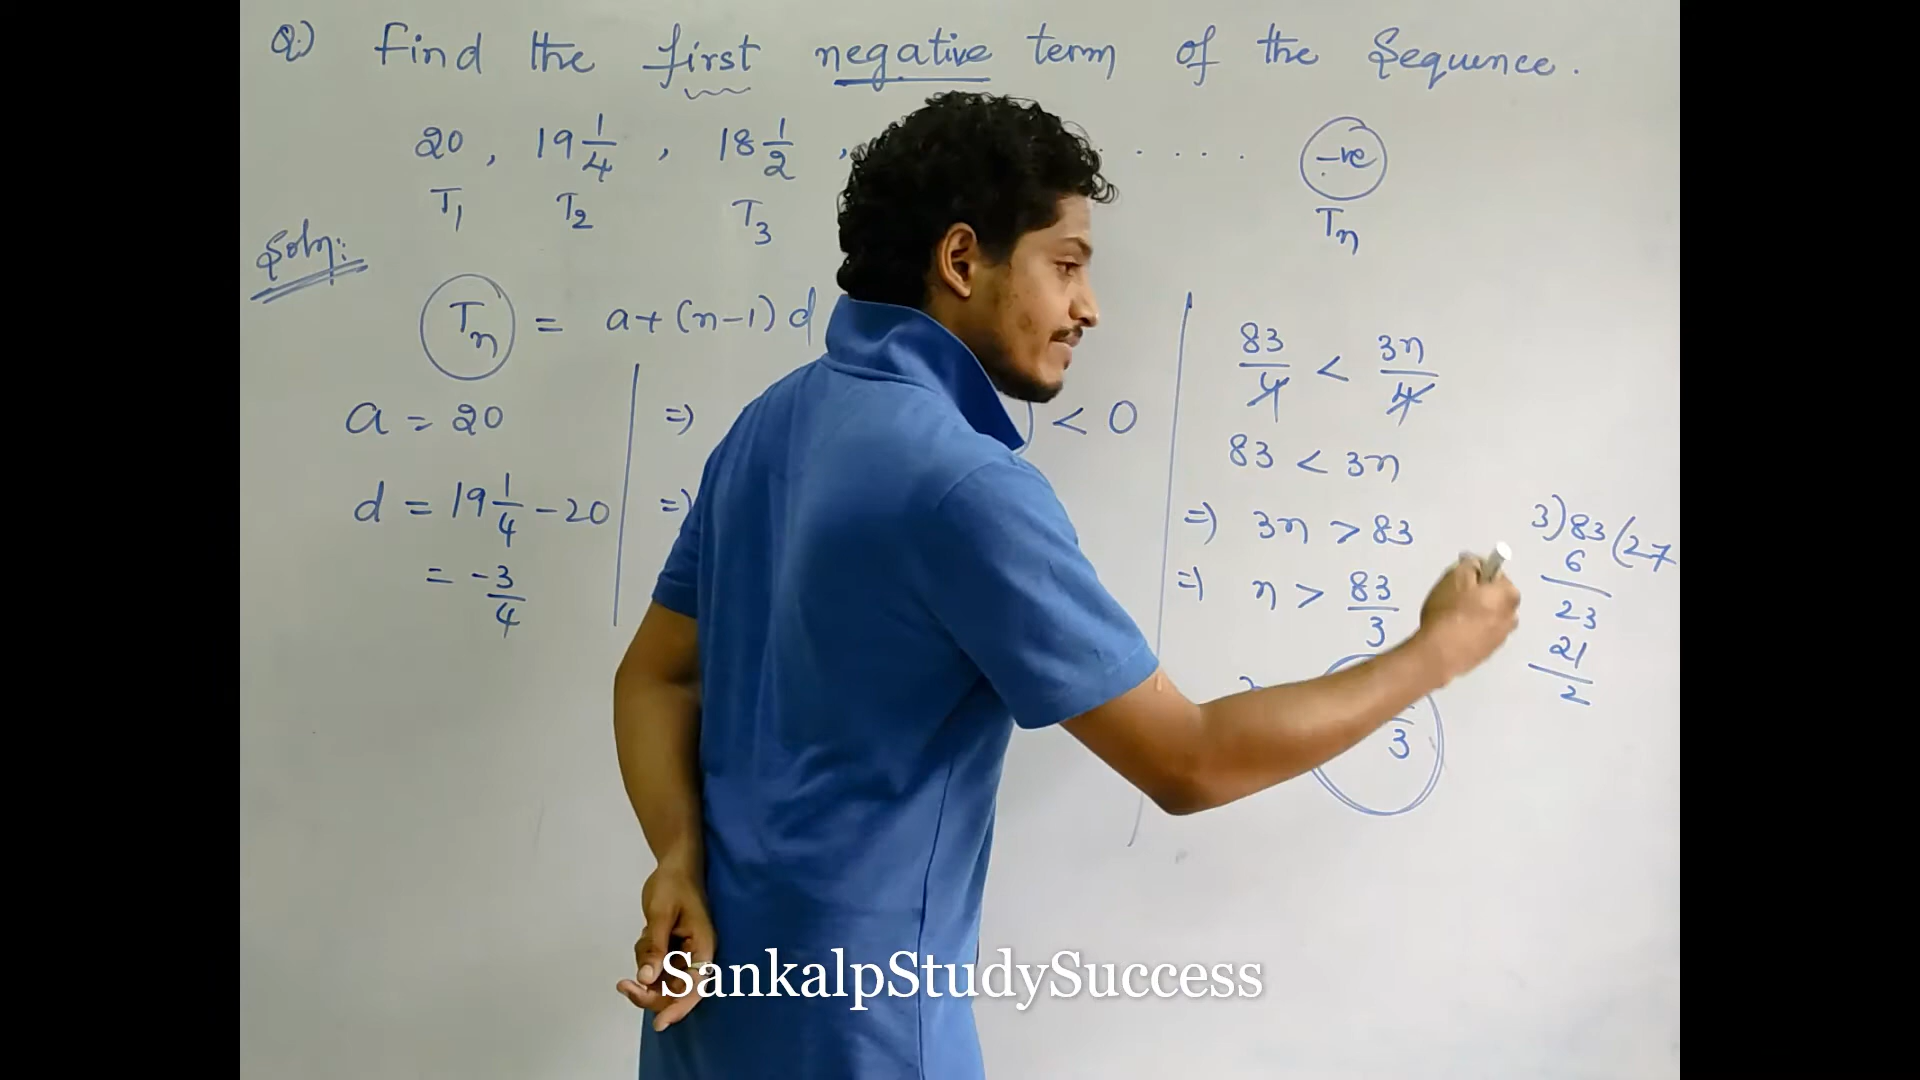 Q) Find the first negative term of the Sequence.
20 , 19 1/4 , 18 1/2 , . . . . -ve
T1 T2 T3 Tn
Soln:
Tn = a+(n-1)d
a = 20
d = 19 1/4 - 20
= -3/4
=> < 0
=>
83/4 < 3n/4
83 < 3n
=> 3n > 83
=> n > 83/3
3
3)83(27
6
23
21
2
SankalpStudySuccess